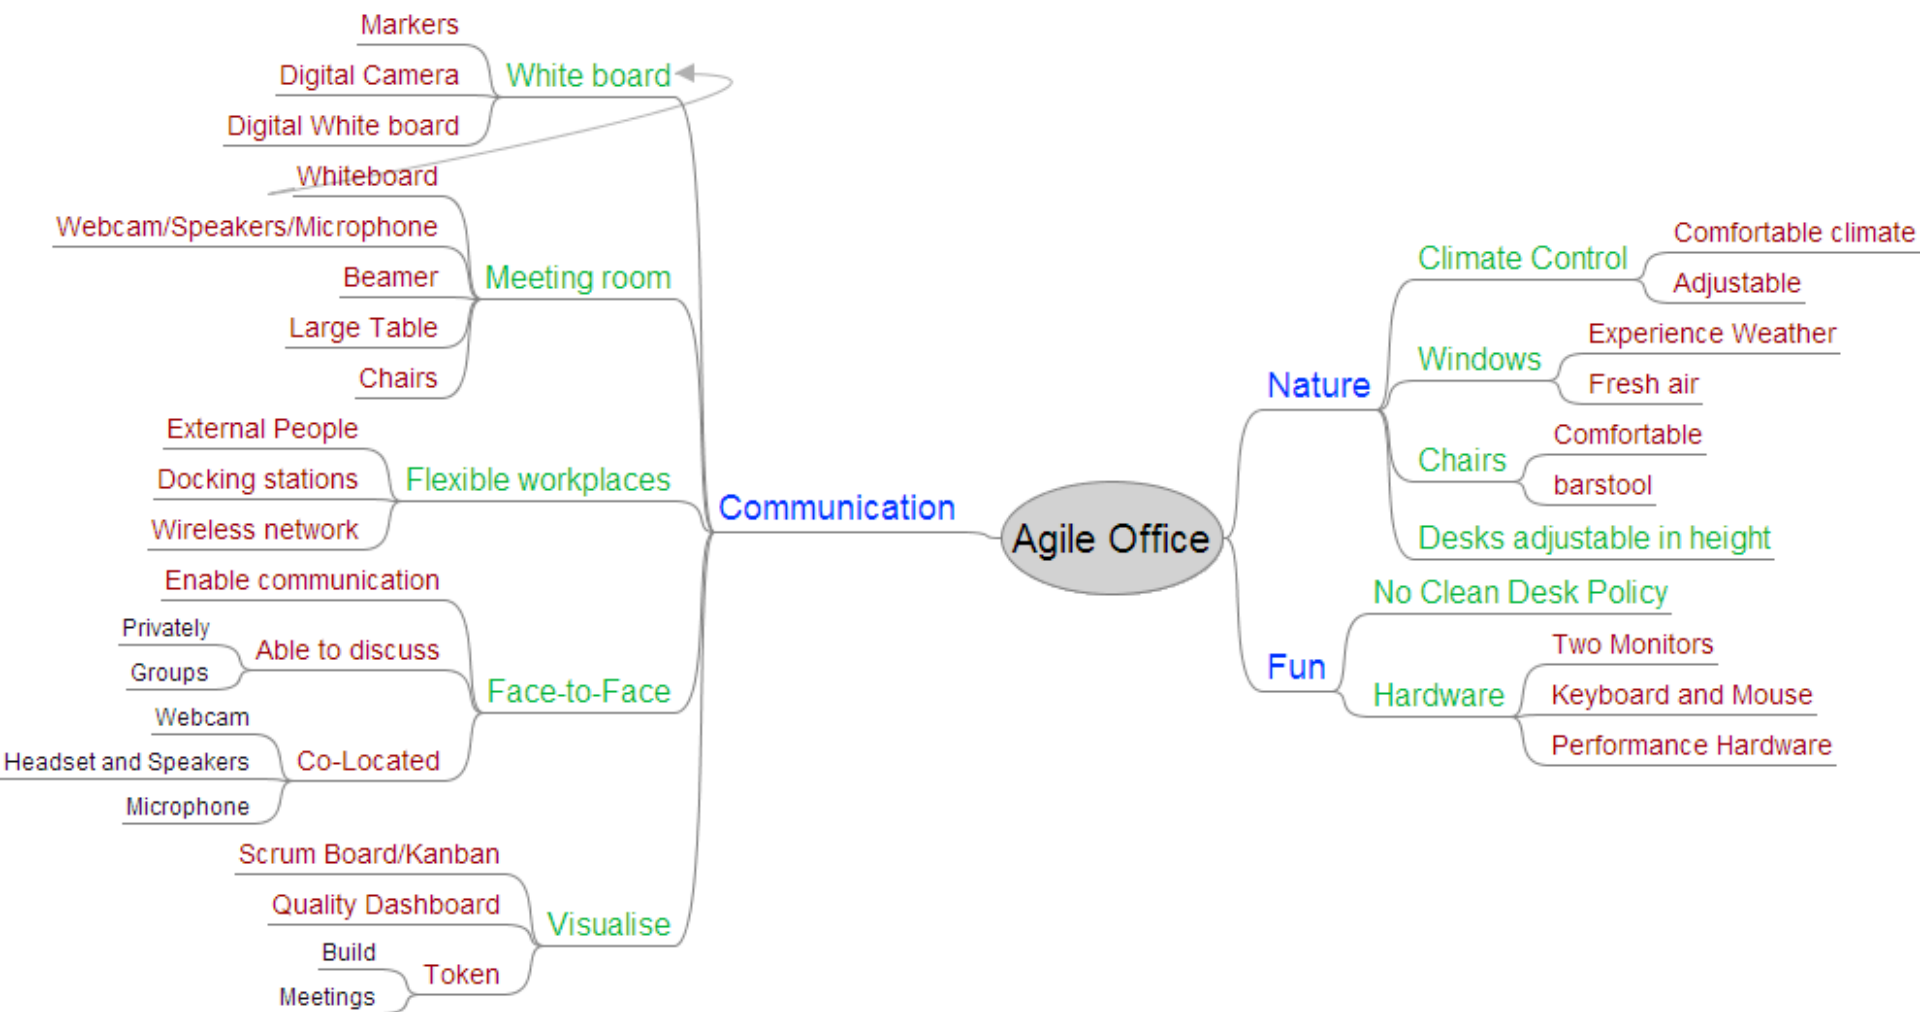 Markers
Digital Camera
Digital White board
White board
Whiteboard
Webcam/Speakers/Microphone
Beamer
Large Table
Chairs
Meeting room
External People
Docking stations
Wireless network
Flexible workplaces
Enable communication
Privately
Groups
Able to discuss
Webcam
Headset and Speakers
Microphone
Co-Located
Face-to-Face
Scrum Board/Kanban
Quality Dashboard
Build
Meetings
Token
Visualise
Communication
Agile Office
Nature
Climate Control
Comfortable climate
Adjustable
Windows
Experience Weather
Fresh air
Chairs
Comfortable
barstool
Desks adjustable in height
Fun
No Clean Desk Policy
Hardware
Two Monitors
Keyboard and Mouse
Performance Hardware